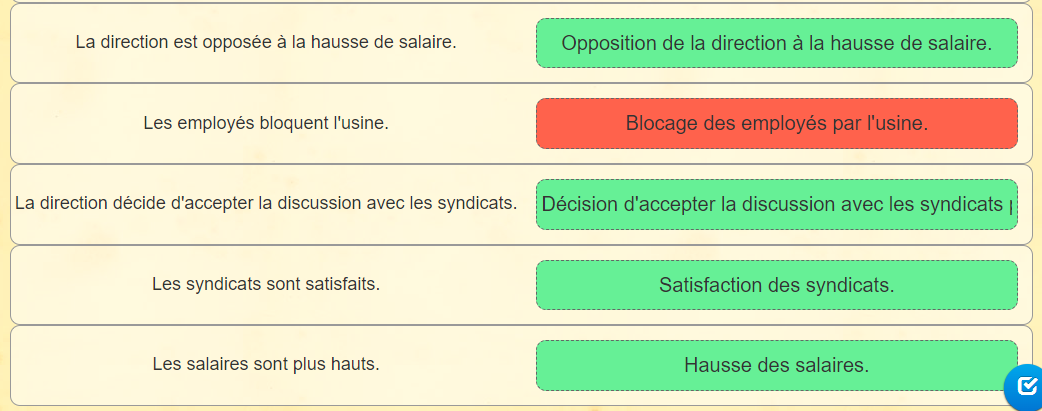 La direction est opposée à la hausse de salaire.
Opposition de la direction à la hausse de salaire.
Les employés bloquent l'usine.
Blocage des employés par l'usine.
La direction décide d'accepter la discussion avec les syndicats.
Décision d'accepter la discussion avec les syndicats
Les syndicats sont satisfaits.
Satisfaction des syndicats.
Les salaires sont plus hauts.
Hausse des salaires.